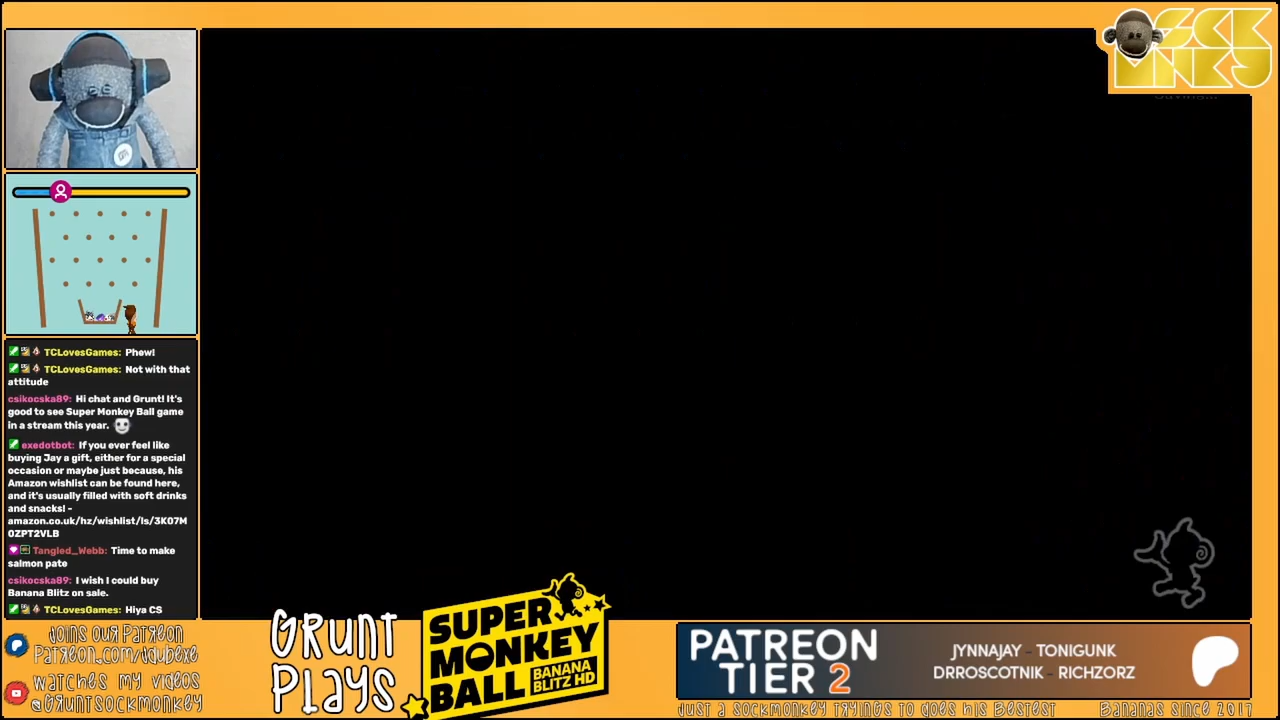 SCK
MNKY
TCLovesGames: Phew!
TCLovesGames: Not with that
attitude
csikocska89: Hi chat and Grunt! It's
good to see Super Monkey Ball game
in a stream this year.
exedotbot: If you ever feel like
buying Jay a gift, either for a special
occasion or maybe just because, his
Amazon wishlist can be found here,
and it's usually filled with soft drinks
and snacks! -
amazon.co.uk/hz/wishlist/ls/3K07M
0ZPT2VLB
Tangled_Webb: Time to make
salmon pate
csikocska89: I wish I could buy
Banana Blitz on sale.
TCLovesGames: Hiya CS
joins our Patreon
Patreon.com/jaubexe
watches my videos
@gruntsockmonkey
GRUNT
PLAYS
SUPER
MONKEY
BALL
BANANA
BLITZ HD
PATREON
TIER 2
JYNNAJAY - TONIGUNK
DRROSCOTNIK - RICHZORZ
Just a sockmonkey trying to does his bestest
Bananas since 2017